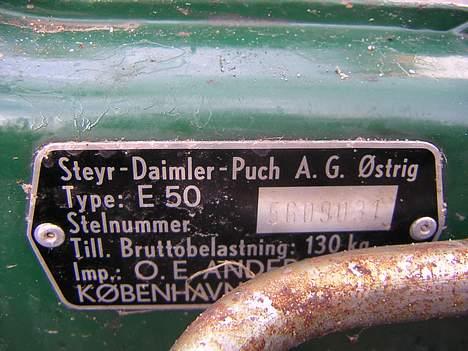 Steyr-Daimler-Puch A. G. Østrig
Type: E 50
Stelnummer
Till. Bruttobelastning: 130 kg
Imp.: O. E.
KØBENHAVN